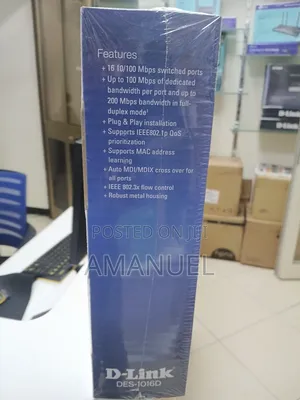 Features
+ 16 10/100 Mbps switched ports
+ Up to 100 Mbps of dedicated
bandwidth per port and up to
200 Mbps bandwidth in full-
duplex mode¹
+ Plug & Play installation
+ Supports IEEE802.1p QoS
prioritization
+ Supports MAC address
learning
+ Auto MDI/MDIX cross over for
all ports
+ IEEE 802.3x flow control
+ Robust metal housing
POSTED ON JIJI
AMANUEL
D-Link
DES-1016D
D-Link